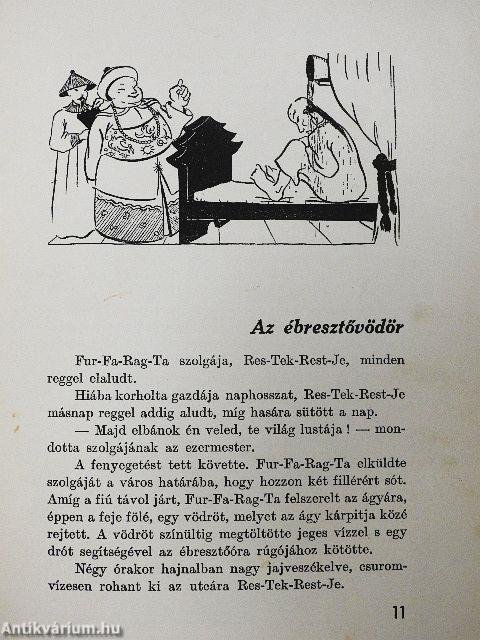 Az ébresztővödör
Fur-Fa-Rag-Ta szolgája, Res-Tek-Rest-Je, minden
reggel elaludt.
Hiába korholta gazdája naphosszat, Res-Tek-Rest-Je
másnap reggel addig aludt, míg hasára sütött a nap.
— Majd elbánok én veled, te világ lustája! — mon-
dotta szolgájának az ezermester.
A fenyegetést tett követte. Fur-Fa-Rag-Ta elküldte
szolgáját a város határába, hogy hozzon két fillérért sót.
Amíg a fiú távol járt, Fur-Fa-Rag-Ta felszerelt az ágyára,
éppen a feje fölé, egy vödröt, melyet az ágy kárpitja közé
rejtett. A vödröt színültig megtöltötte jeges vízzel s egy
drót segítségével az ébresztőóra rúgójához kötötte.
Négy órakor hajnalban nagy jajveszékelve, csurom-
vizesen rohant ki az utcára Res-Tek-Rest-Je.
11
Antikvárium.hu